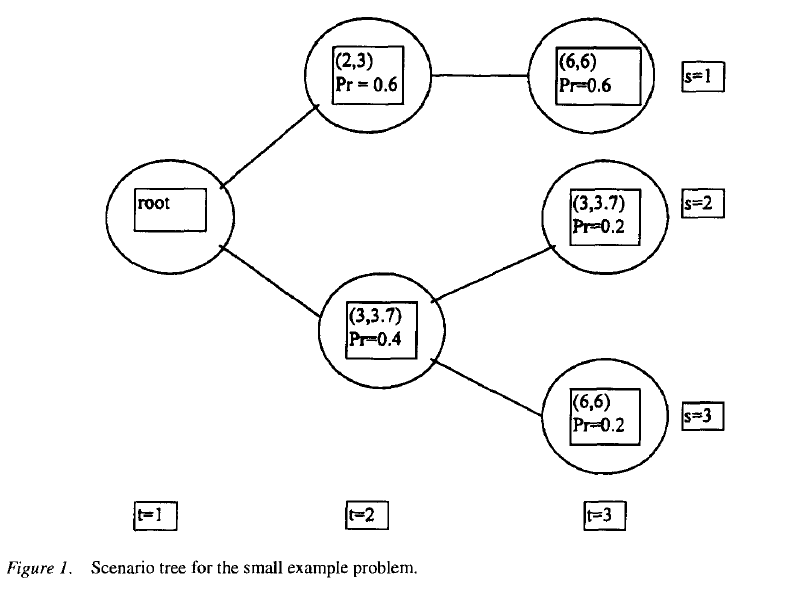 (2,3)
Pr = 0.6
(6,6)
Pr=0.6
s=1
root
(3,3.7)
Pr=0.2
s=2
(3,3.7)
Pr=0.4
(6,6)
Pr=0.2
s=3
t=1
t=2
t=3
Figure 1. Scenario tree for the small example problem.